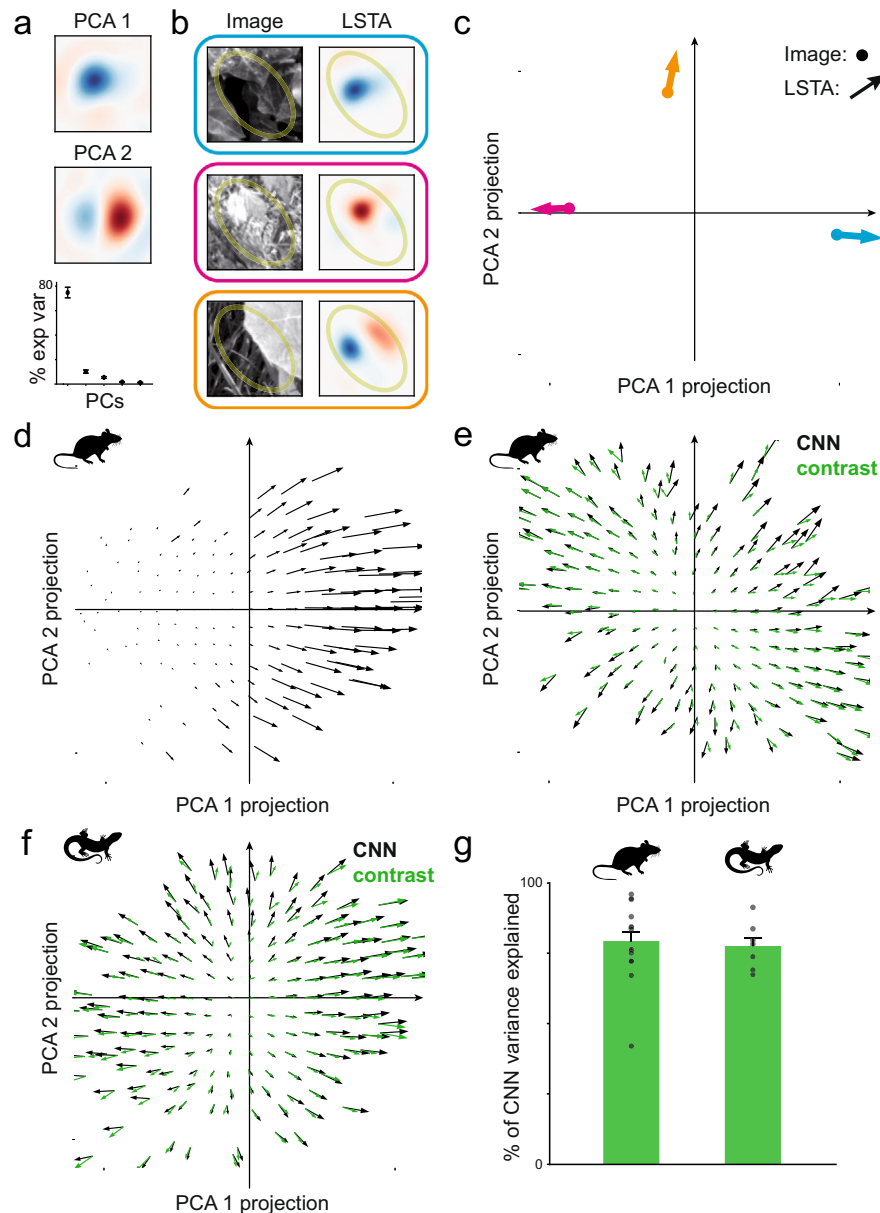 a
PCA 1
PCA 2
80
% exp var
PCs
b
Image
LSTA
c
Image:
LSTA:
PCA 2 projection
PCA 1 projection
d
PCA 2 projection
PCA 1 projection
e
CNN
contrast
PCA 2 projection
PCA 1 projection
f
CNN
contrast
PCA 2 projection
PCA 1 projection
g
100
% of CNN variance explained
0